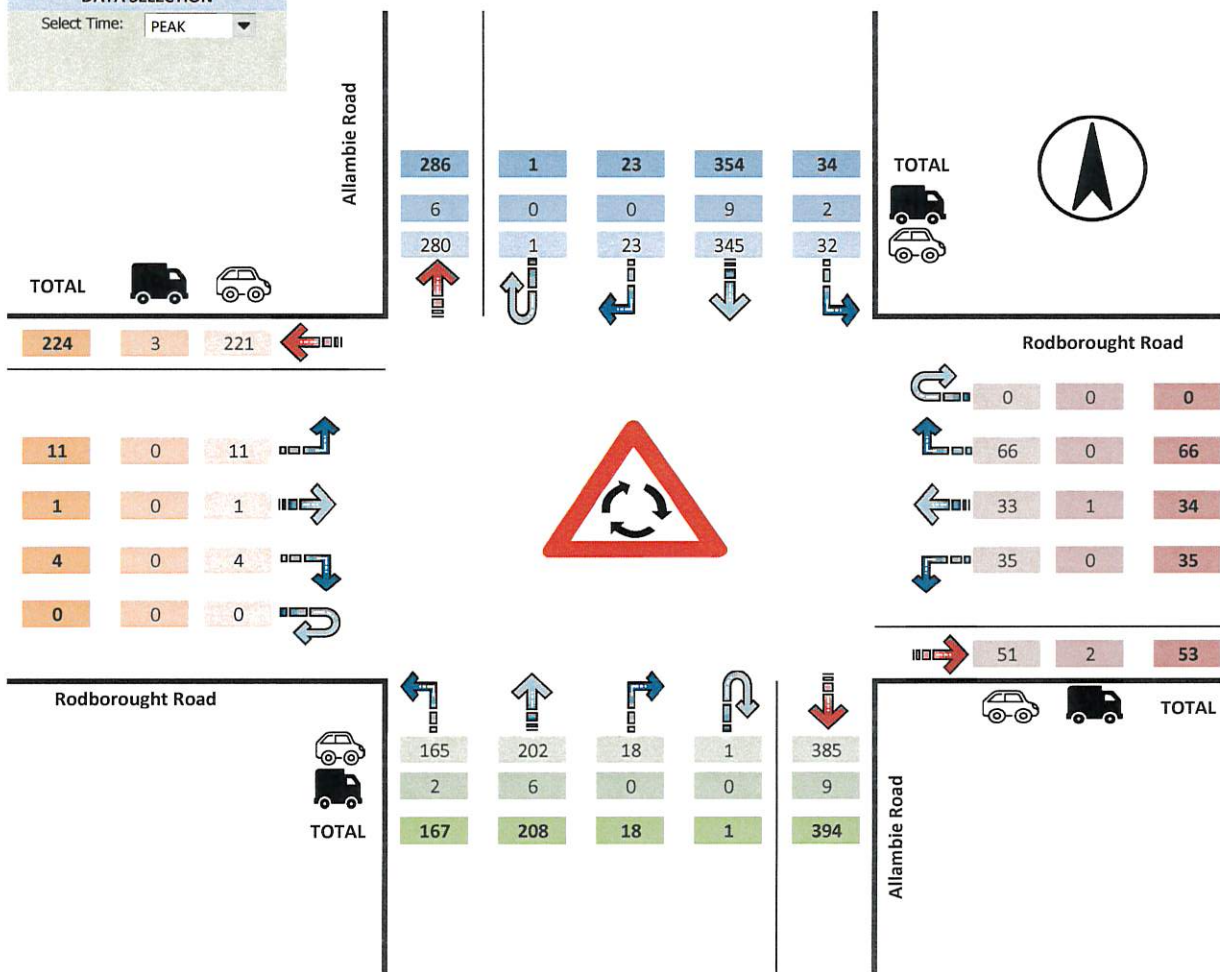 DATA SELECTION
Select Time: PEAK
Allambie Road
286 1 23 354 34 TOTAL
6 0 0 9 2
280 1 23 345 32
TOTAL
224 3 221
Rodborought Road
0 0 0
11 0 11
66 0 66
1 0 1
33 1 34
4 0 4
35 0 35
0 0 0
51 2 53
Rodborought Road
TOTAL
165 202 18 1 385
2 6 0 0 9
TOTAL 167 208 18 1 394
Allambie Road